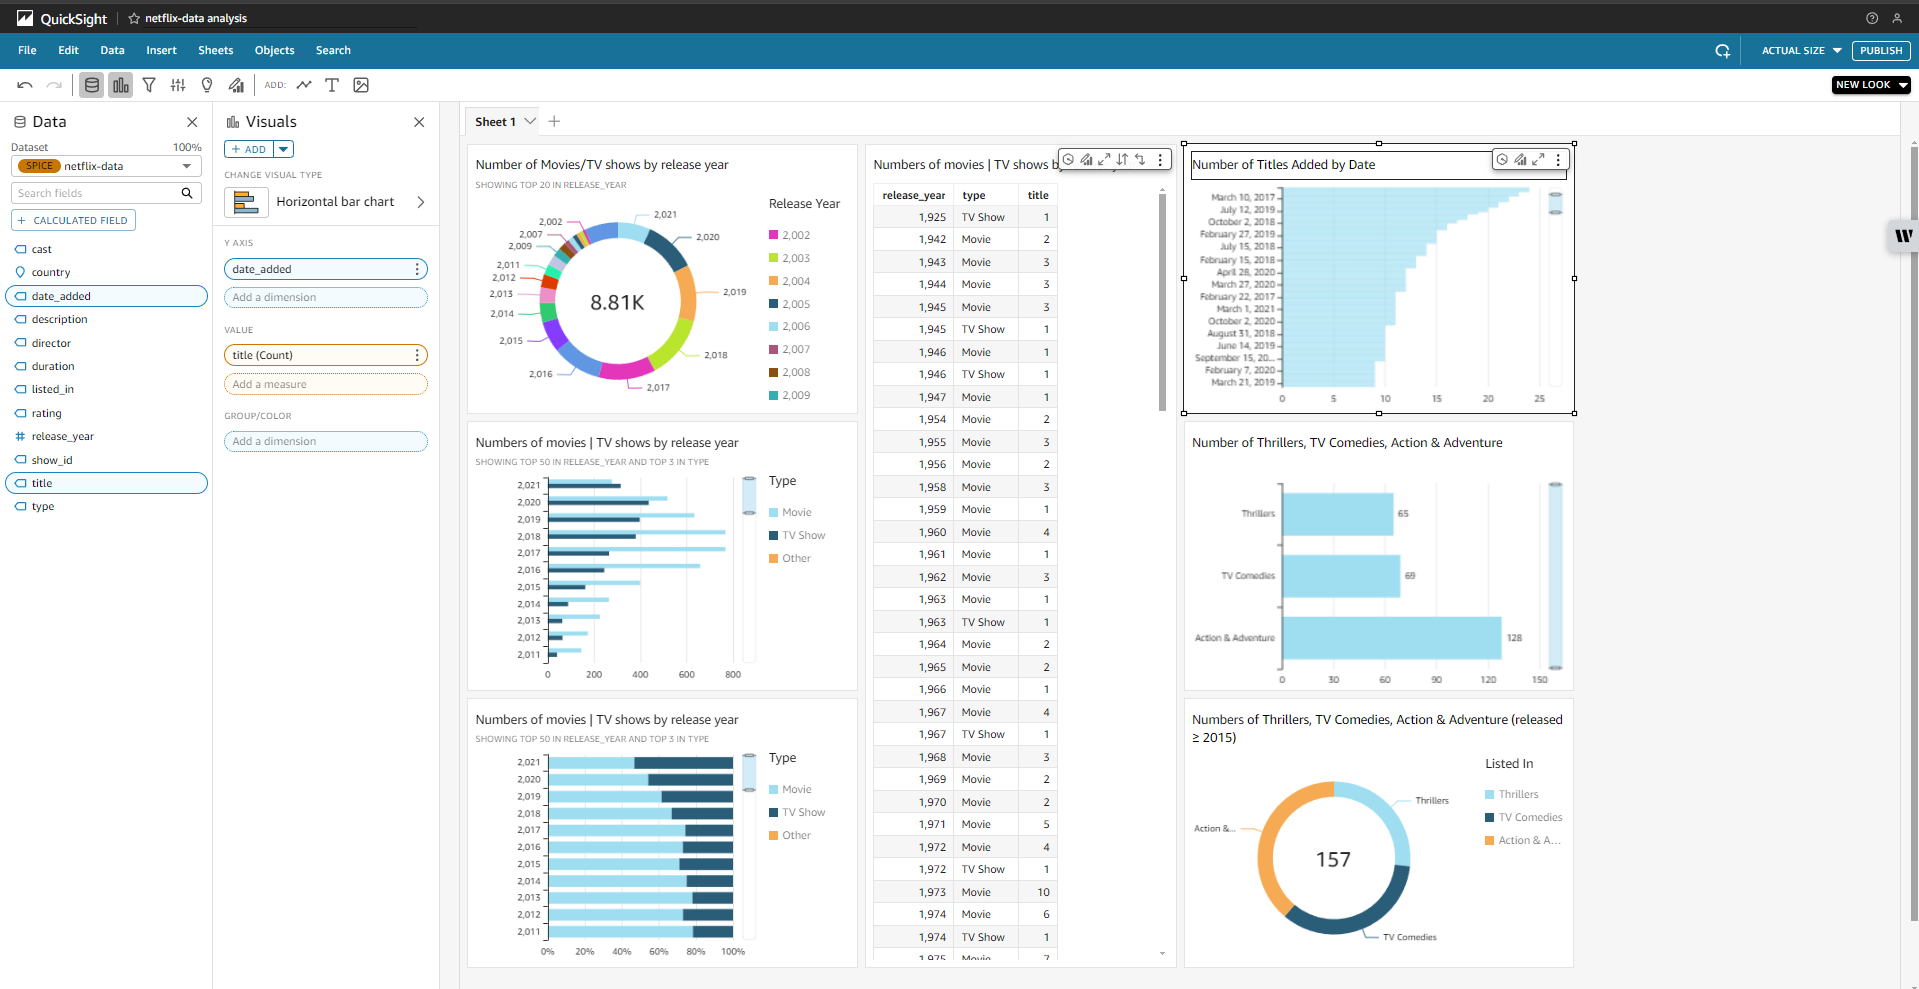 QuickSight
netflix-data analysis
File Edit Data Insert Sheets Objects Search
ACTUAL SIZE
PUBLISH
ADD:
NEW LOOK
Data
Dataset 100%
SPICE netflix-data
Search fields
+ CALCULATED FIELD
cast
country
date_added
description
director
duration
listed_in
rating
release_year
show_id
title
type
Visuals
+ ADD
CHANGE VISUAL TYPE
Horizontal bar chart
Y AXIS
date_added
Add a dimension
VALUE
title (Count)
Add a measure
GROUP/COLOR
Add a dimension
Sheet 1
Number of Movies/TV shows by release year
SHOWING TOP 20 IN RELEASE_YEAR
2,021
2,020
2,019
2,018
2,017
2,016
2,015
2,014
2,013
2,012
2,011
2,009
2,007
2,002
8.81K
Release Year
2,002
2,003
2,004
2,005
2,006
2,007
2,008
2,009
Numbers of movies | TV shows by release year
SHOWING TOP 50 IN RELEASE_YEAR AND TOP 3 IN TYPE
2,021
2,020
2,019
2,018
2,017
2,016
2,015
2,014
2,013
2,012
2,011
0 200 400 600 800
Type
Movie
TV Show
Other
Numbers of movies | TV shows by release year
SHOWING TOP 50 IN RELEASE_YEAR AND TOP 3 IN TYPE
2,021
2,020
2,019
2,018
2,017
2,016
2,015
2,014
2,013
2,012
2,011
0% 20% 40% 60% 80% 100%
Type
Movie
TV Show
Other
Numbers of movies | TV shows
release_year type title
1,925 TV Show 1
1,942 Movie 2
1,943 Movie 3
1,944 Movie 3
1,945 Movie 3
1,945 TV Show 1
1,946 Movie 1
1,946 TV Show 1
1,947 Movie 1
1,954 Movie 2
1,955 Movie 3
1,956 Movie 2
1,958 Movie 3
1,959 Movie 1
1,960 Movie 4
1,961 Movie 1
1,962 Movie 3
1,963 Movie 1
1,963 TV Show 1
1,964 Movie 2
1,965 Movie 2
1,966 Movie 1
1,967 Movie 4
1,967 TV Show 1
1,968 Movie 3
1,969 Movie 2
1,970 Movie 2
1,971 Movie 5
1,972 Movie 4
1,972 TV Show 1
1,973 Movie 10
1,974 Movie 6
1,974 TV Show 1
1,975 Movie 7
Number of Titles Added by Date
March 10, 2017
July 12, 2019
October 2, 2018
February 27, 2019
July 15, 2018
February 15, 2018
April 28, 2020
March 27, 2020
February 22, 2017
March 1, 2021
October 2, 2020
August 31, 2018
June 14, 2019
September 15, 20...
February 7, 2020
March 21, 2019
0 5 10 15 20 25
Number of Thrillers, TV Comedies, Action & Adventure
Thrillers 65
TV Comedies 69
Action & Adventure 128
0 30 60 90 120 150
Numbers of Thrillers, TV Comedies, Action & Adventure (released
≥ 2015)
Thrillers
Action &...
157
TV Comedies
Listed In
Thrillers
TV Comedies
Action & A...
W